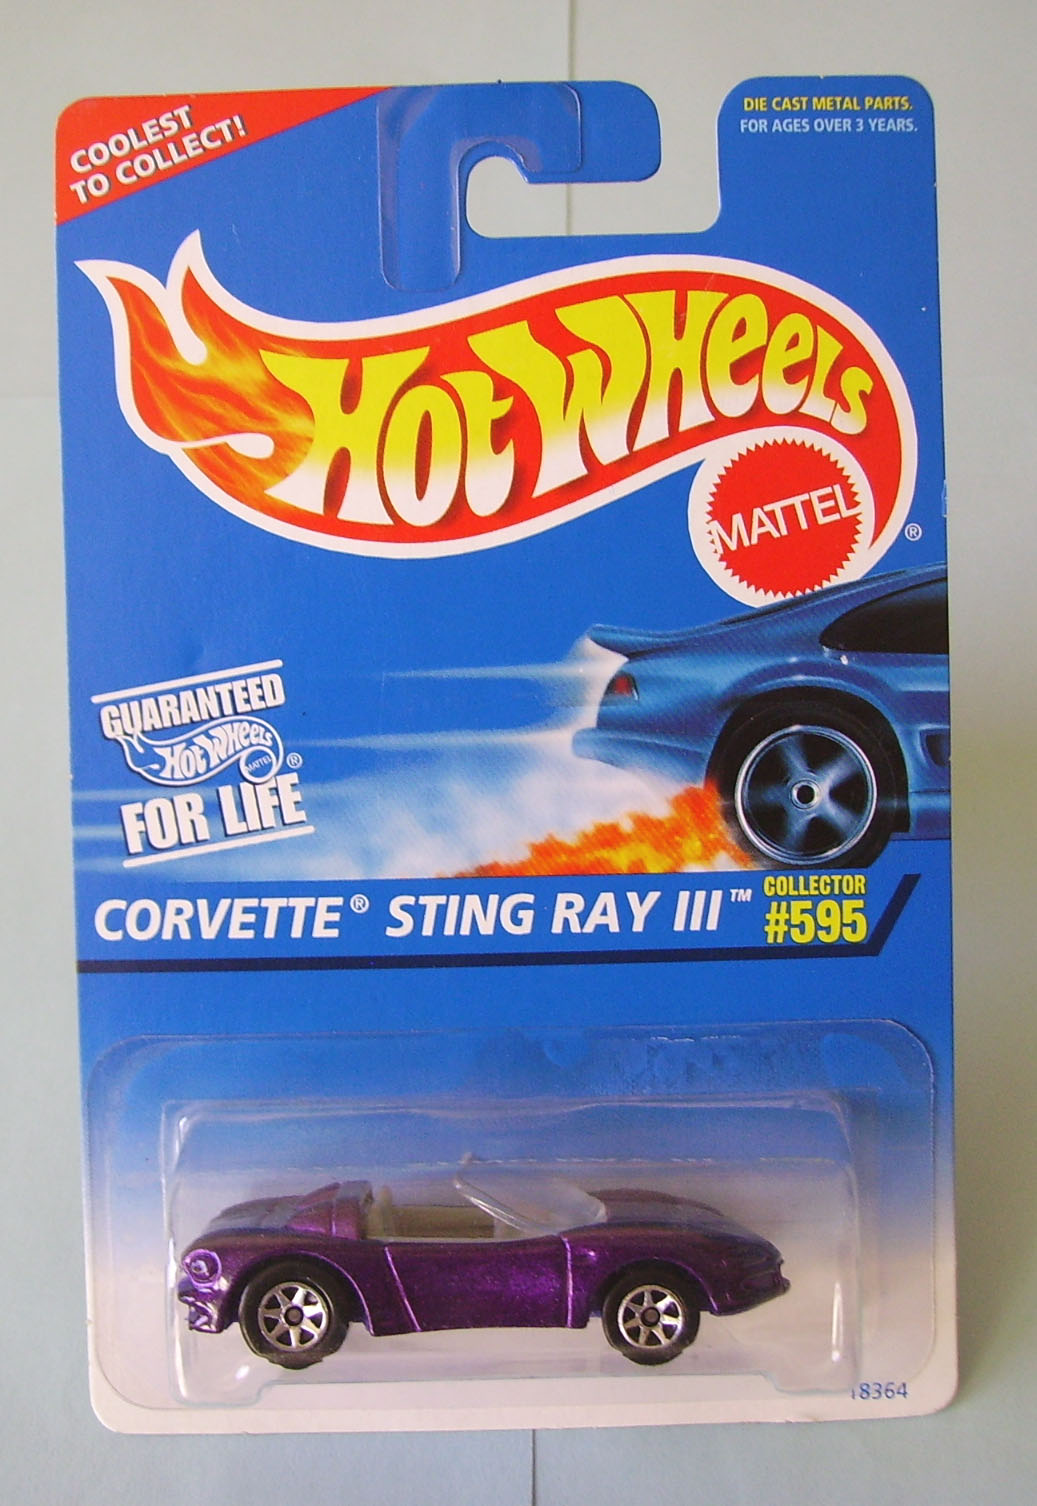 COOLEST
TO COLLECT!
DIE CAST METAL PARTS.
FOR AGES OVER 3 YEARS.
HOT WHEELS
MATTEL
®
GUARANTEED
HOT WHEELS
MATTEL
®
FOR LIFE
CORVETTE® STING RAY III™
COLLECTOR
#595
18364